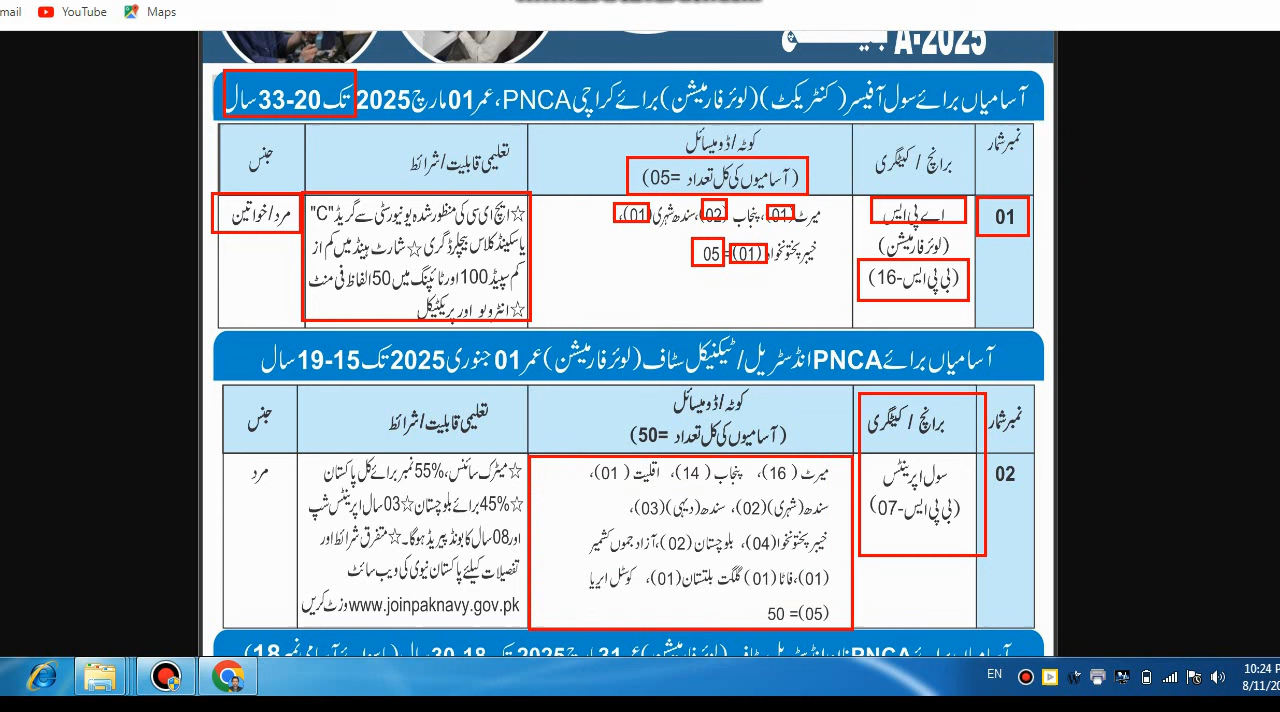 mail YouTube Maps
A-2025
آسامیاں برائے سول آفیسر (کنٹریکٹ) (لوئر فارمیشن) برائے کراچی PNCA، عمر 01 مارچ 2025 تک 20-33 سال
نمبر شمار
برانچ / کیٹگری
کوٹہ/ڈومیسائل
(آسامیوں کی کل تعداد =05)
تعلیمی قابلیت/شرائط
جنس
01
اے پی ایس
(لوئر فارمیشن)
(بی پی ایس-16)
میرٹ (01)، پنجاب (02)، سندھ شہری (01)،
خیبر پختونخواہ (01) = 05
☆ ایچ ای سی کی منظور شدہ یونیورسٹی سے گریڈ "C"
یا سیکنڈ کلاس بیچلرز ڈگری ☆ شارٹ ہینڈ میں کم از
کم سپیڈ 100 اور ٹائپنگ میں 50 الفاظ فی منٹ
☆ انٹرویو اور پریکٹیکل
مرد/خواتین
آسامیاں برائے PNCA انڈسٹریل/ٹیکنیکل سٹاف (لوئر فارمیشن) عمر 01 جنوری 2025 تک 15-19 سال
نمبر شمار
برانچ / کیٹگری
کوٹہ/ڈومیسائل
(آسامیوں کی کل تعداد =50)
تعلیمی قابلیت/شرائط
جنس
02
سول اپرینٹس
(بی پی ایس-07)
میرٹ (16)، پنجاب (14)، اقلیت (01)،
سندھ (شہری) (02)، سندھ (دیہی) (03)،
خیبر پختونخوا (04)، بلوچستان (02)، آزاد جموں کشمیر
(01)، فاٹا (01) گلگت بلتستان (01)، کوسٹل ایریا
(05) = 50
☆ میٹرک سائنس، 55% نمبر برائے کل پاکستان
☆ 45% برائے بلوچستان ☆ 03 سال اپرینٹس شپ
اور 08 سال کا بونڈ پیریڈ ہوگا۔ ☆ متفرق شرائط اور
تفصیلات کیلئے پاکستان نیوی کی ویب سائٹ
www.joinpaknavy.gov.pk وزٹ کریں
مرد
EN
10:24 P
8/11/20